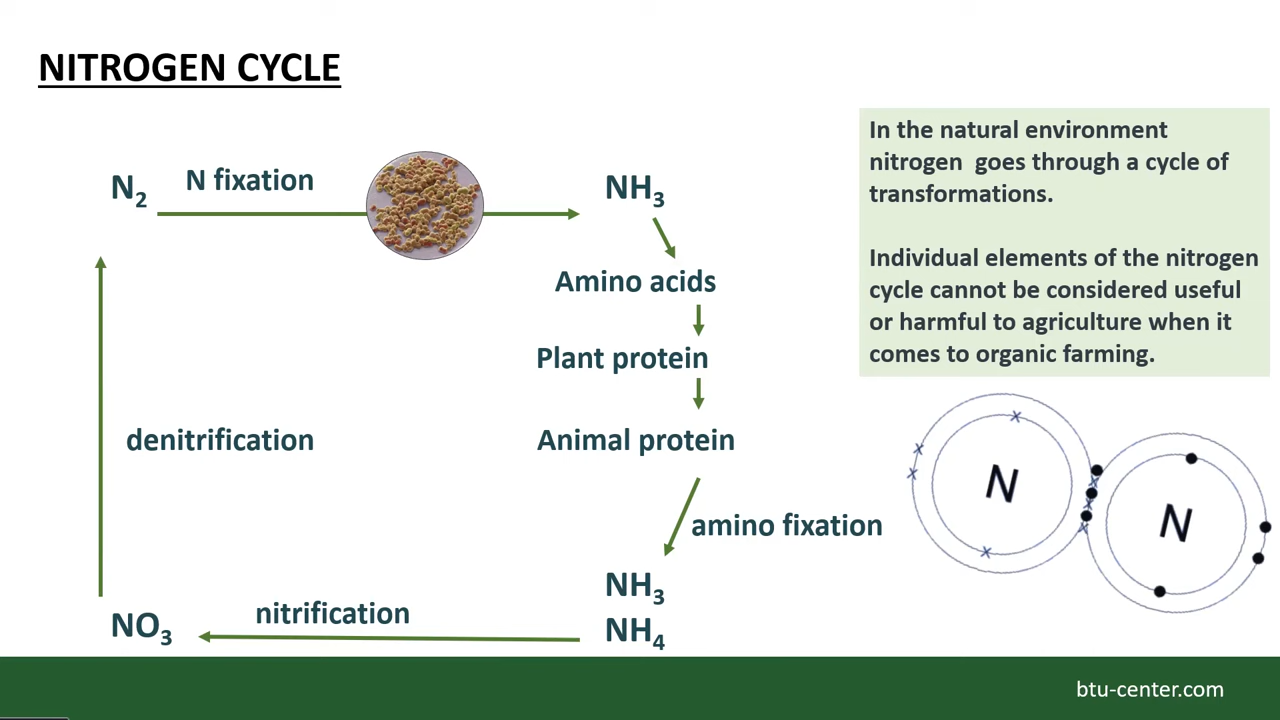 NITROGEN CYCLE
N2
N fixation
NH3
Amino acids
Plant protein
Animal protein
amino fixation
NH3
NH4
nitrification
NO3
denitrification
In the natural environment
nitrogen goes through a cycle of
transformations.
Individual elements of the nitrogen
cycle cannot be considered useful
or harmful to agriculture when it
comes to organic farming.
N
N
btu-center.com